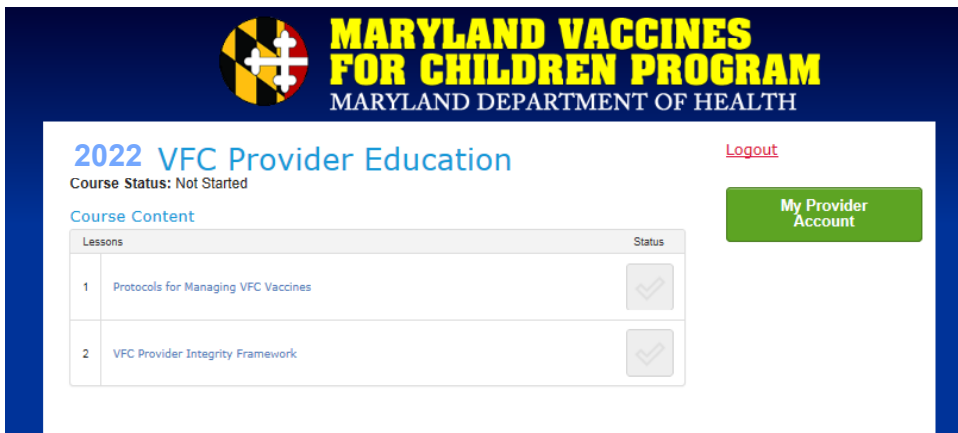 MARYLAND VACCINES
FOR CHILDREN PROGRAM
MARYLAND DEPARTMENT OF HEALTH
2022 VFC Provider Education
Course Status: Not Started
Course Content
Lessons Status
1 Protocols for Managing VFC Vaccines
2 VFC Provider Integrity Framework
Logout
My Provider
Account